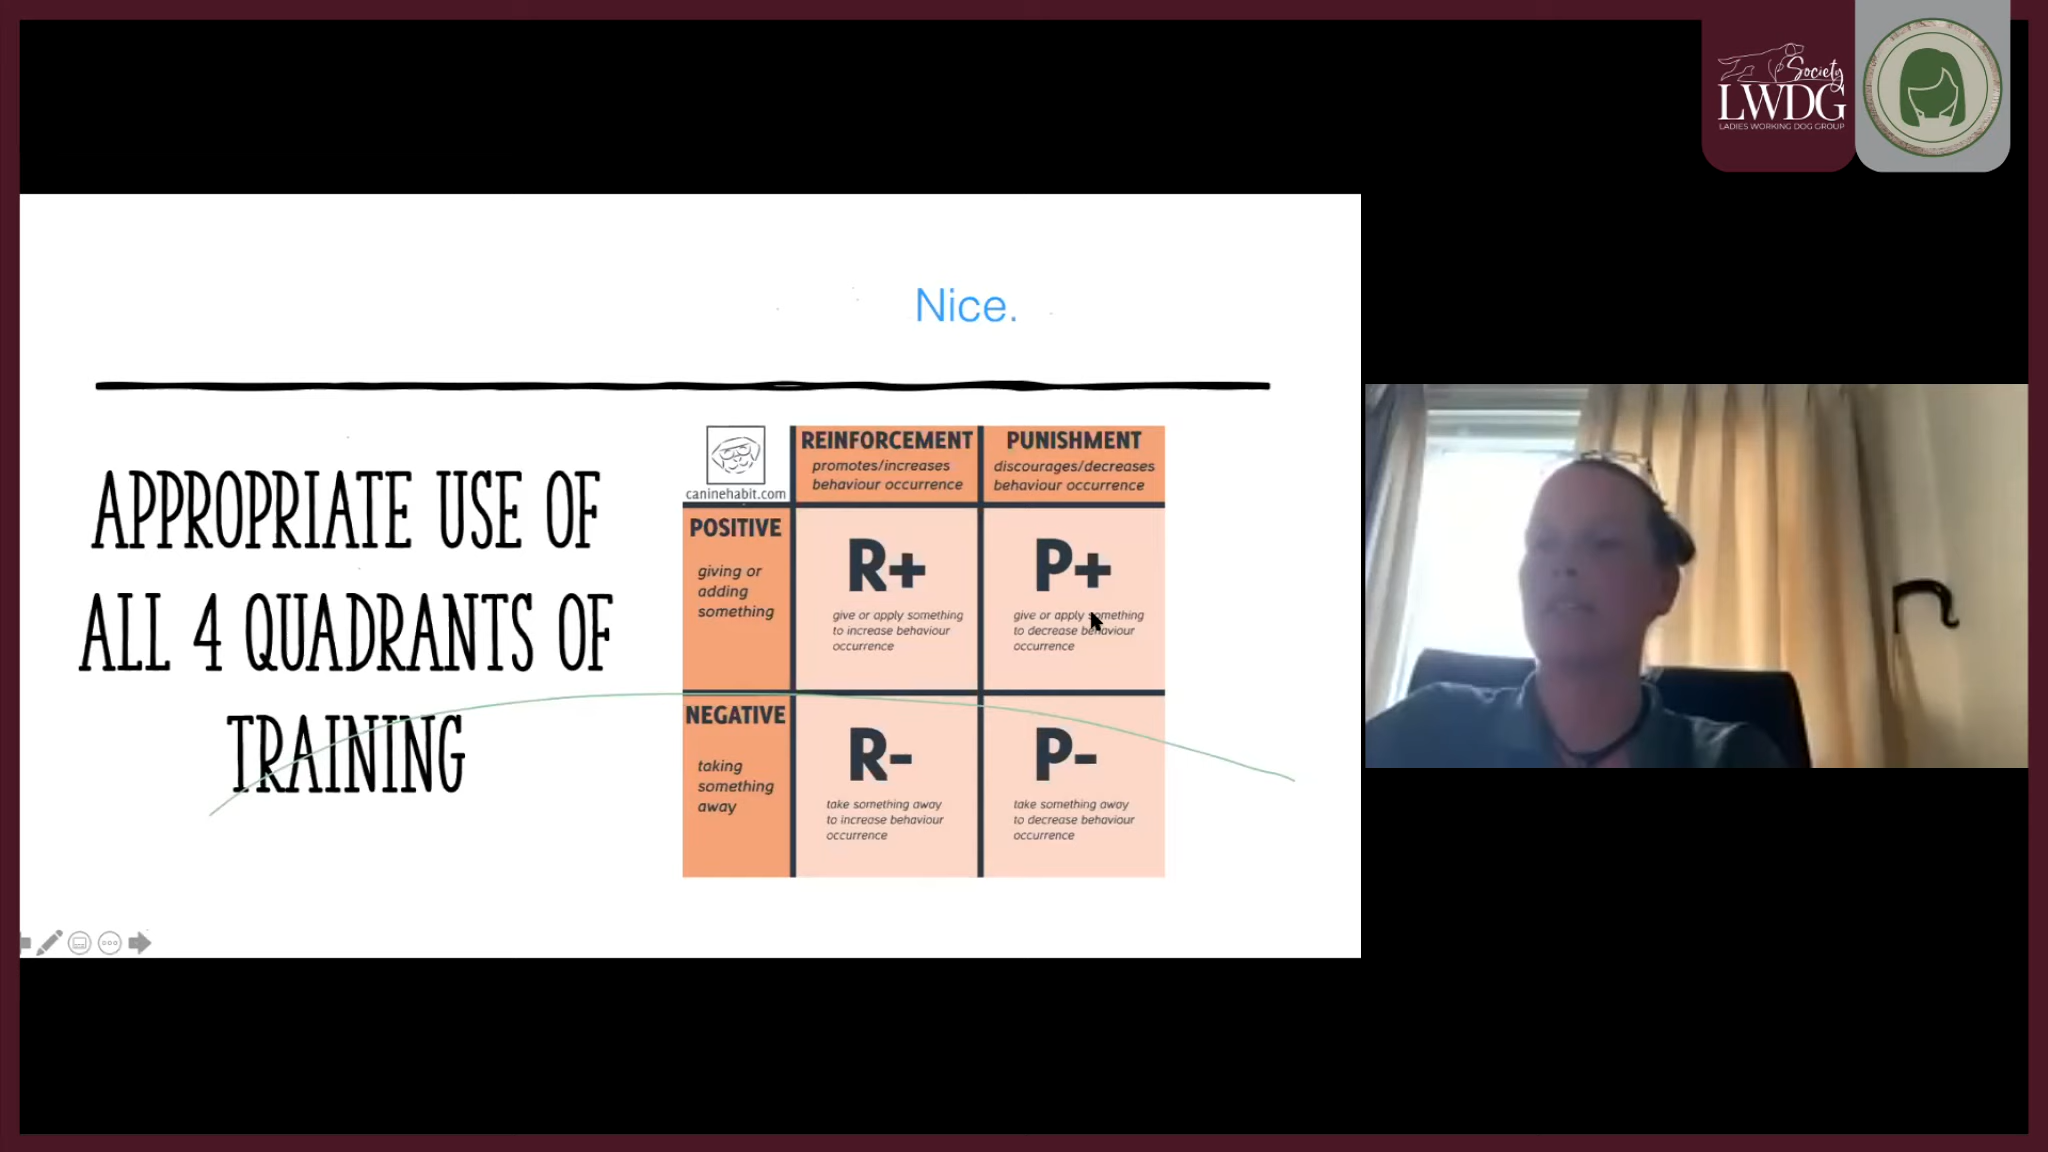 Society
LWDG
LADIES WORKING DOG GROUP
Nice.
APPROPRIATE USE OF
ALL 4 QUADRANTS OF
TRAINING
caninehabit.com
REINFORCEMENT
promotes/increases
behaviour occurrence
PUNISHMENT
discourages/decreases
behaviour occurrence
POSITIVE
giving or
adding
something
R+
give or apply something
to increase behaviour
occurrence
P+
give or apply something
to decrease behaviour
occurrence
NEGATIVE
taking
something
away
R-
take something away
to increase behaviour
occurrence
P-
take something away
to decrease behaviour
occurrence